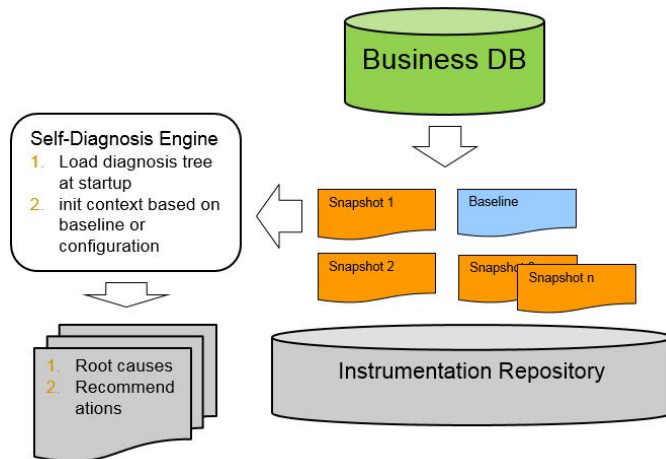 Business DB
Self-Diagnosis Engine
1. Load diagnosis tree
at startup
2. init context based on
baseline or
configuration
Snapshot 1
Baseline
Snapshot 2
Snapshot
Snapshot n
1. Root causes
2. Recommend
ations
Instrumentation Repository